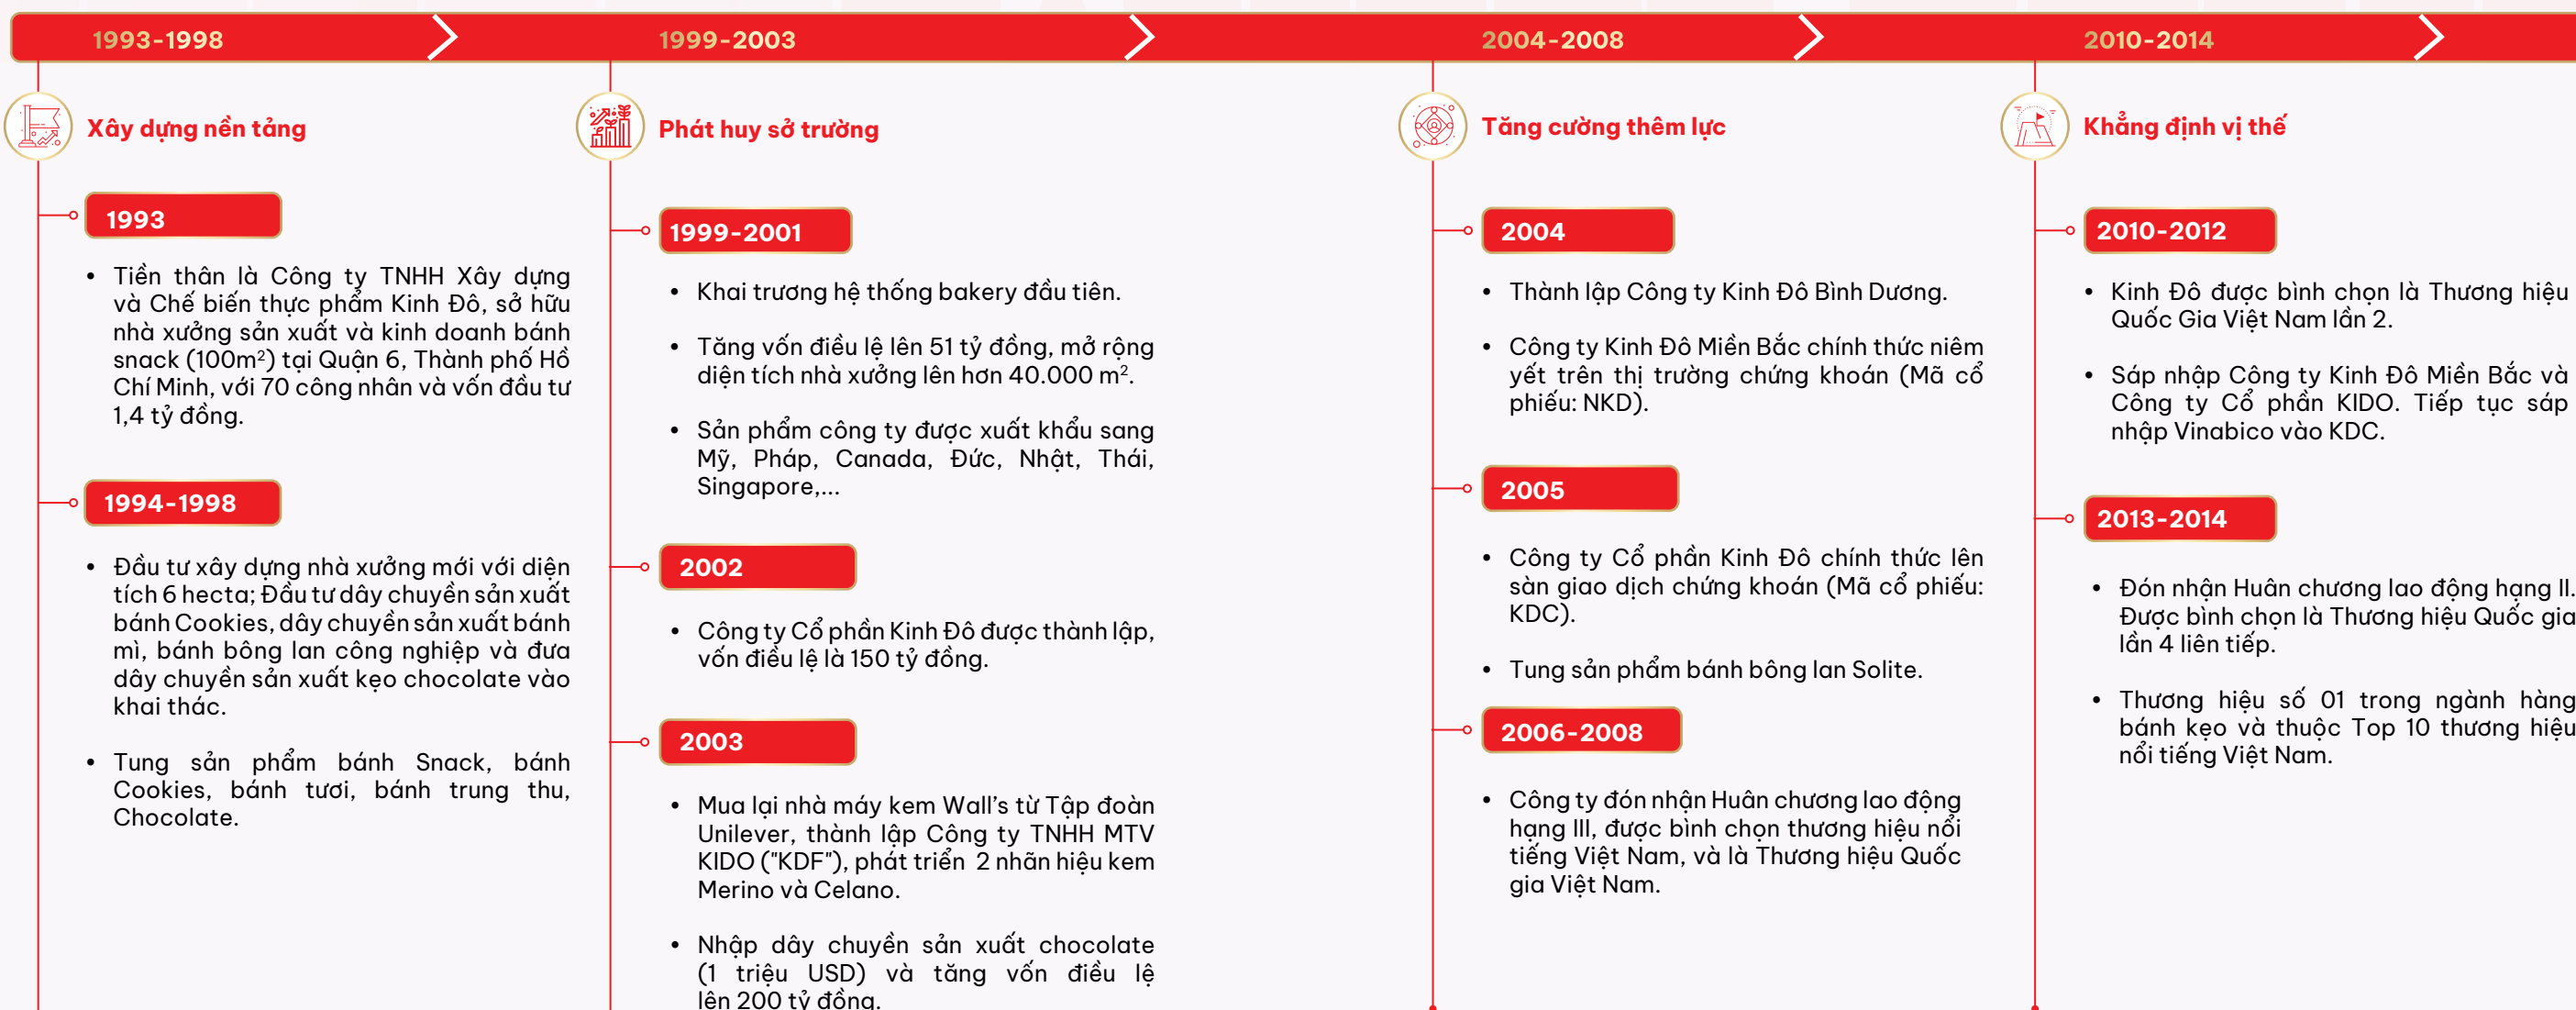 1993-1998
1999-2003
2004-2008
2010-2014
Xây dựng nền tảng
1993
• Tiền thân là Công ty TNHH Xây dựng
và Chế biến thực phẩm Kinh Đô, sở hữu
nhà xưởng sản xuất và kinh doanh bánh
snack (100m²) tại Quận 6, Thành phố Hồ
Chí Minh, với 70 công nhân và vốn đầu tư
1,4 tỷ đồng.
1994-1998
• Đầu tư xây dựng nhà xưởng mới với diện
tích 6 hecta; Đầu tư dây chuyền sản xuất
bánh Cookies, dây chuyền sản xuất bánh
mì, bánh bông lan công nghiệp và đưa
dây chuyền sản xuất kẹo chocolate vào
khai thác.
• Tung sản phẩm bánh Snack, bánh
Cookies, bánh tươi, bánh trung thu,
Chocolate.
Phát huy sở trường
1999-2001
• Khai trương hệ thống bakery đầu tiên.
• Tăng vốn điều lệ lên 51 tỷ đồng, mở rộng
diện tích nhà xưởng lên hơn 40.000 m².
• Sản phẩm công ty được xuất khẩu sang
Mỹ, Pháp, Canada, Đức, Nhật, Thái,
Singapore,...
2002
• Công ty Cổ phần Kinh Đô được thành lập,
vốn điều lệ là 150 tỷ đồng.
2003
• Mua lại nhà máy kem Wall’s từ Tập đoàn
Unilever, thành lập Công ty TNHH MTV
KIDO ("KDF"), phát triển 2 nhãn hiệu kem
Merino và Celano.
• Nhập dây chuyền sản xuất chocolate
(1 triệu USD) và tăng vốn điều lệ
lên 200 tỷ đồng.
Tăng cường thêm lực
2004
• Thành lập Công ty Kinh Đô Bình Dương.
• Công ty Kinh Đô Miền Bắc chính thức niêm
yết trên thị trường chứng khoán (Mã cổ
phiếu: NKD).
2005
• Công ty Cổ phần Kinh Đô chính thức lên
sàn giao dịch chứng khoán (Mã cổ phiếu:
KDC).
• Tung sản phẩm bánh bông lan Solite.
2006-2008
• Công ty đón nhận Huân chương lao động
hạng III, được bình chọn thương hiệu nổi
tiếng Việt Nam, và là Thương hiệu Quốc
gia Việt Nam.
Khẳng định vị thế
2010-2012
• Kinh Đô được bình chọn là Thương hiệu
Quốc Gia Việt Nam lần 2.
• Sáp nhập Công ty Kinh Đô Miền Bắc và
Công ty Cổ phần KIDO. Tiếp tục sáp
nhập Vinabico vào KDC.
2013-2014
• Đón nhận Huân chương lao động hạng II.
Được bình chọn là Thương hiệu Quốc gia
lần 4 liên tiếp.
• Thương hiệu số 01 trong ngành hàng
bánh kẹo và thuộc Top 10 thương hiệu
nổi tiếng Việt Nam.